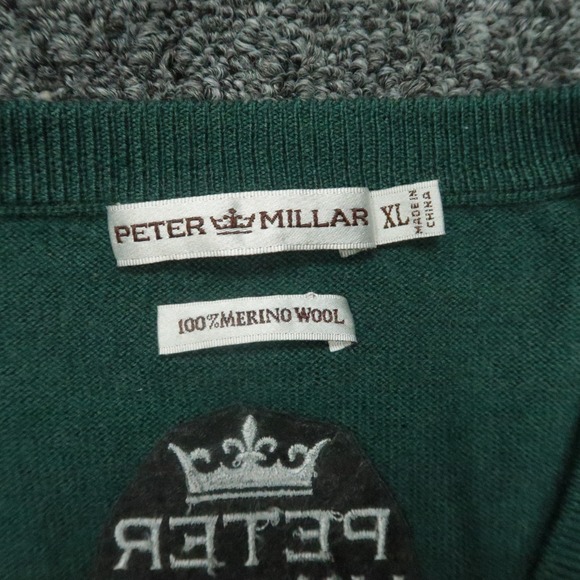 PETER MILLAR XL MADE IN CHINA
100% MERINO WOOL
PETER